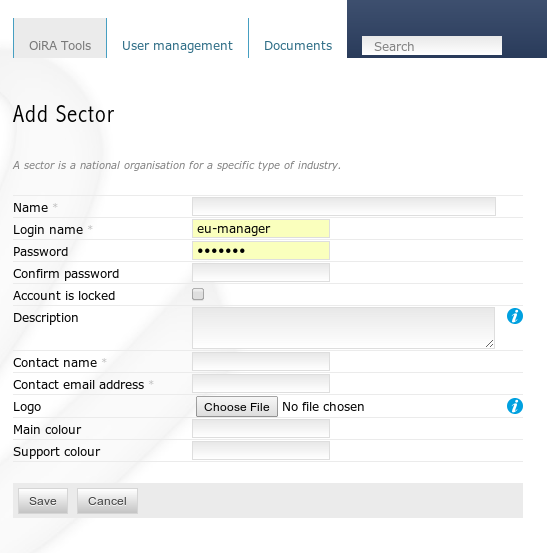 OiRA Tools User management Documents Search
Add Sector
A sector is a national organisation for a specific type of industry.
Name *
Login name * eu-manager
Password •••••••
Confirm password
Account is locked
Description i
Contact name *
Contact email address *
Logo Choose File No file chosen i
Main colour
Support colour
Save Cancel